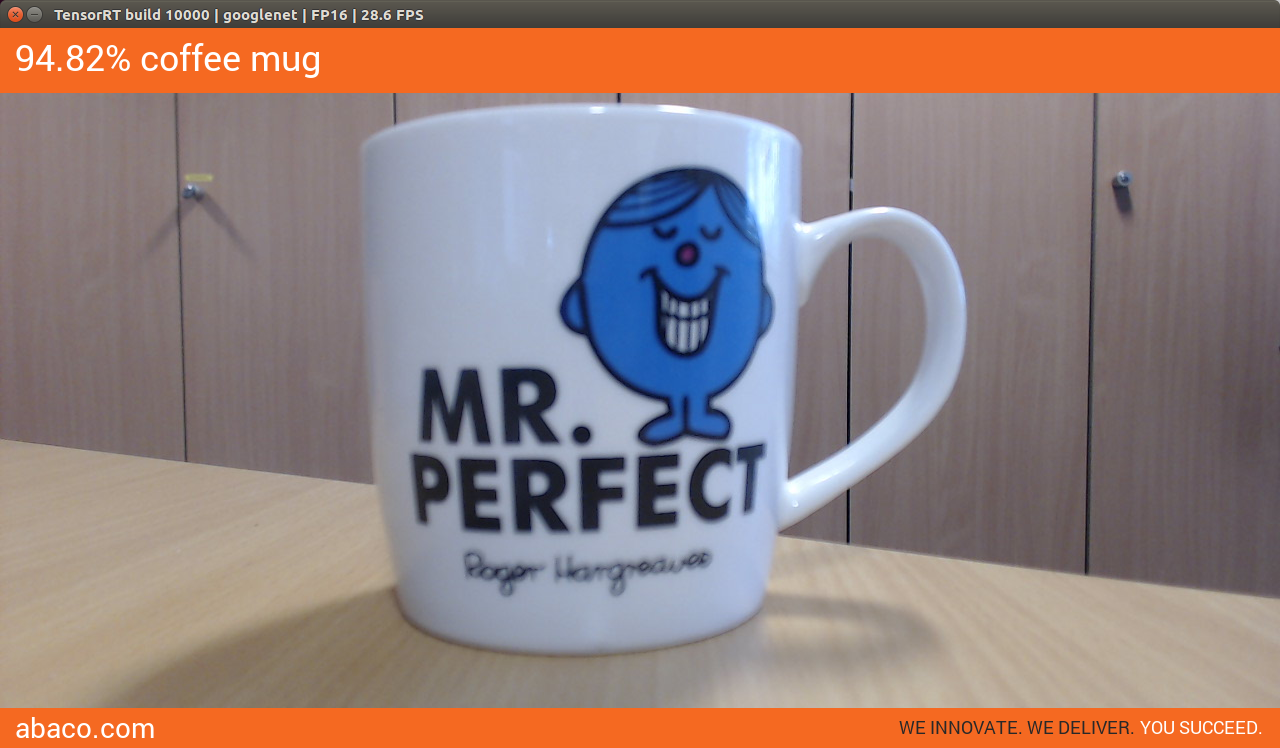 TensorRT build 10000 | googlenet | FP16 | 28.6 FPS
94.82% coffee mug
MR.
PERFECT
Roger Hargreaves
abaco.com
WE INNOVATE. WE DELIVER. YOU SUCCEED.